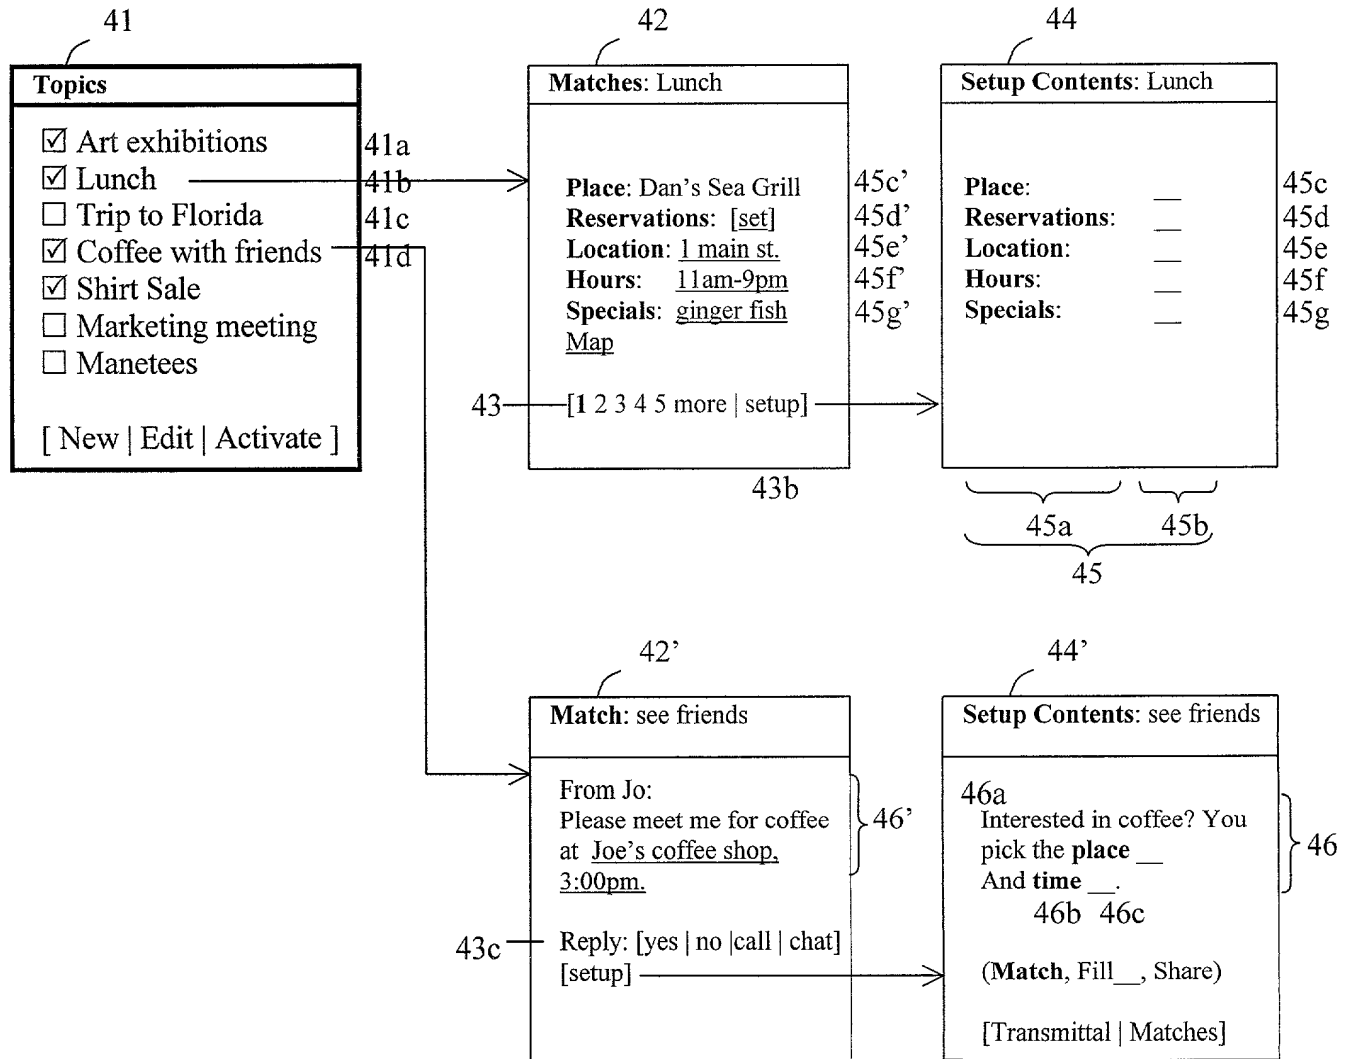 41
Topics
☑ Art exhibitions 41a
☑ Lunch 41b
☐ Trip to Florida 41c
☑ Coffee with friends 41d
☑ Shirt Sale
☐ Marketing meeting
☐ Manetees
[ New | Edit | Activate ]
42
Matches: Lunch
Place: Dan's Sea Grill 45c'
Reservations: [set] 45d'
Location: 1 main st. 45e'
Hours: 11am-9pm 45f'
Specials: ginger fish 45g'
Map
43 [1 2 3 4 5 more | setup]
43b
44
Setup Contents: Lunch
Place: __ 45c
Reservations: __ 45d
Location: __ 45e
Hours: __ 45f
Specials: __ 45g
45a 45b
45
42'
Match: see friends
From Jo:
Please meet me for coffee
at Joe's coffee shop,
3:00pm.
46'
43c Reply: [yes | no |call | chat]
[setup]
44'
Setup Contents: see friends
46a
Interested in coffee? You
pick the place __
And time __.
46
46b 46c
(Match, Fill__, Share)
[Transmittal | Matches]